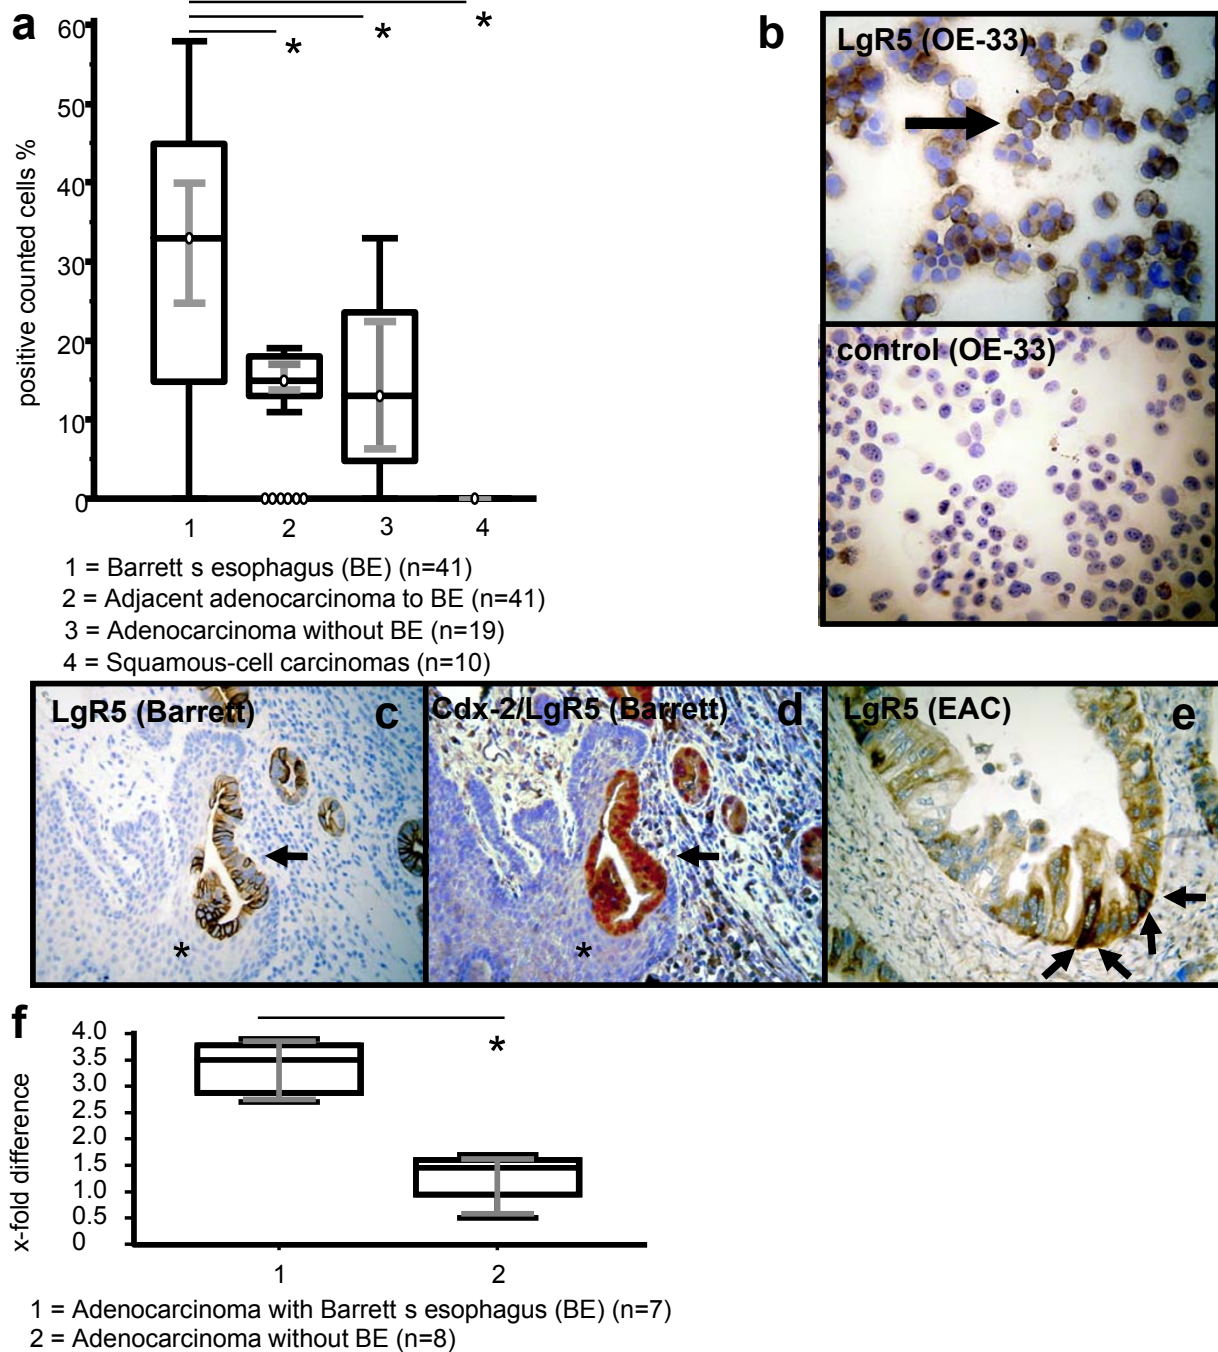 a
60
50
40
30
20
10
0
positive counted cells %
*
*
*
1 2 3 4
1 = Barrett s esophagus (BE) (n=41)
2 = Adjacent adenocarcinoma to BE (n=41)
3 = Adenocarcinoma without BE (n=19)
4 = Squamous-cell carcinomas (n=10)
b
LgR5 (OE-33)
control (OE-33)
LgR5 (Barrett) c
*
Cdx-2/LgR5 (Barrett) d
*
LgR5 (EAC) e
f
4.0
3.5
3.0
2.5
2.0
1.5
1.0
0.5
0
x-fold difference
*
1 2
1 = Adenocarcinoma with Barrett s esophagus (BE) (n=7)
2 = Adenocarcinoma without BE (n=8)